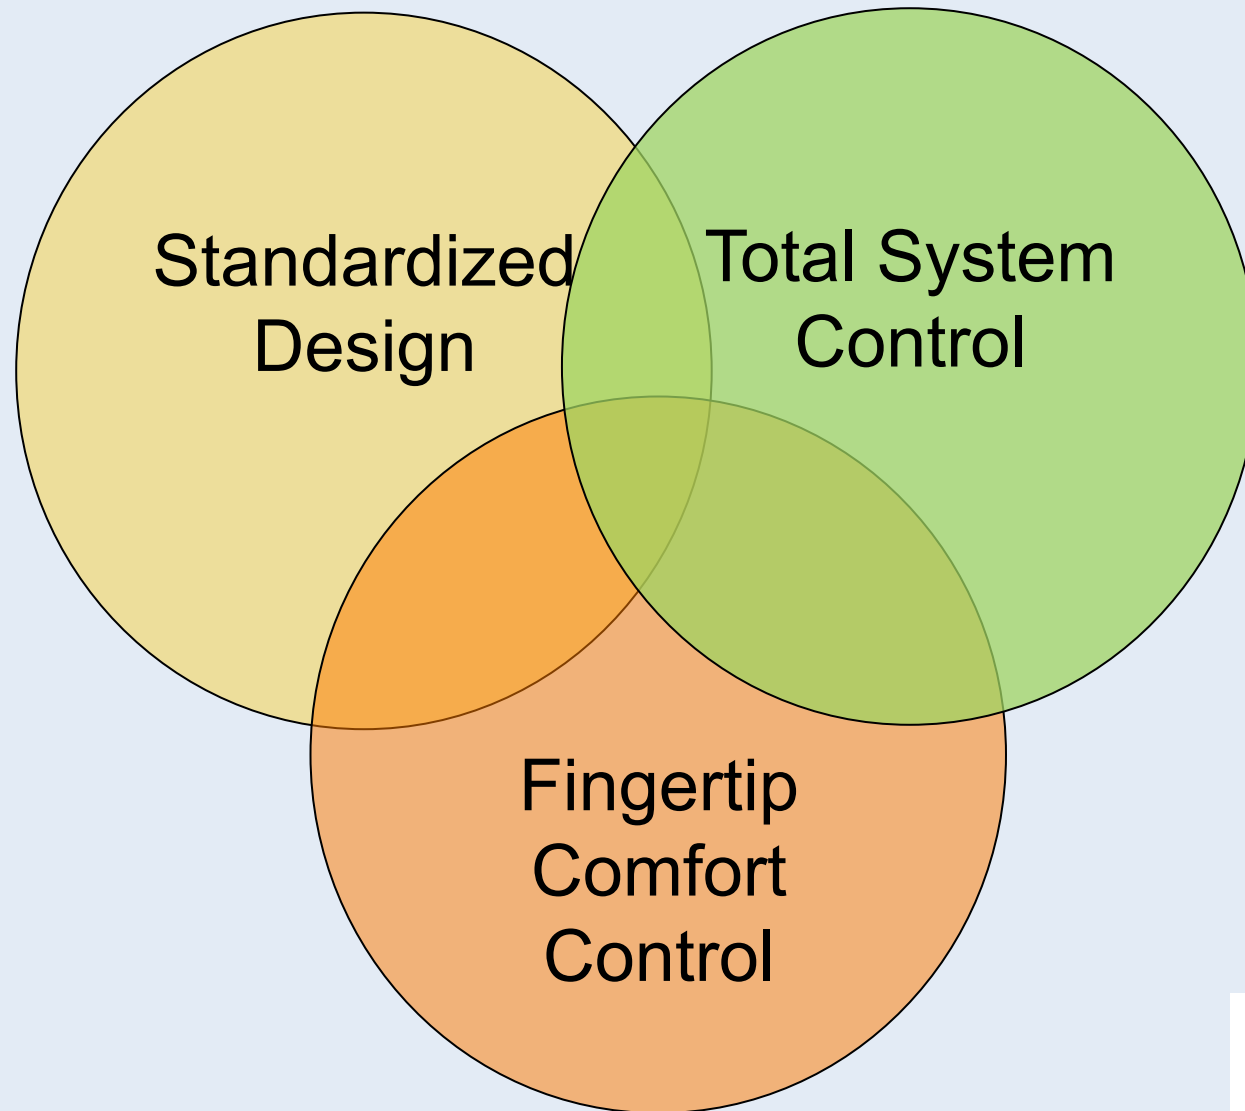 Standardized
Design
Total System
Control
Fingertip
Comfort
Control